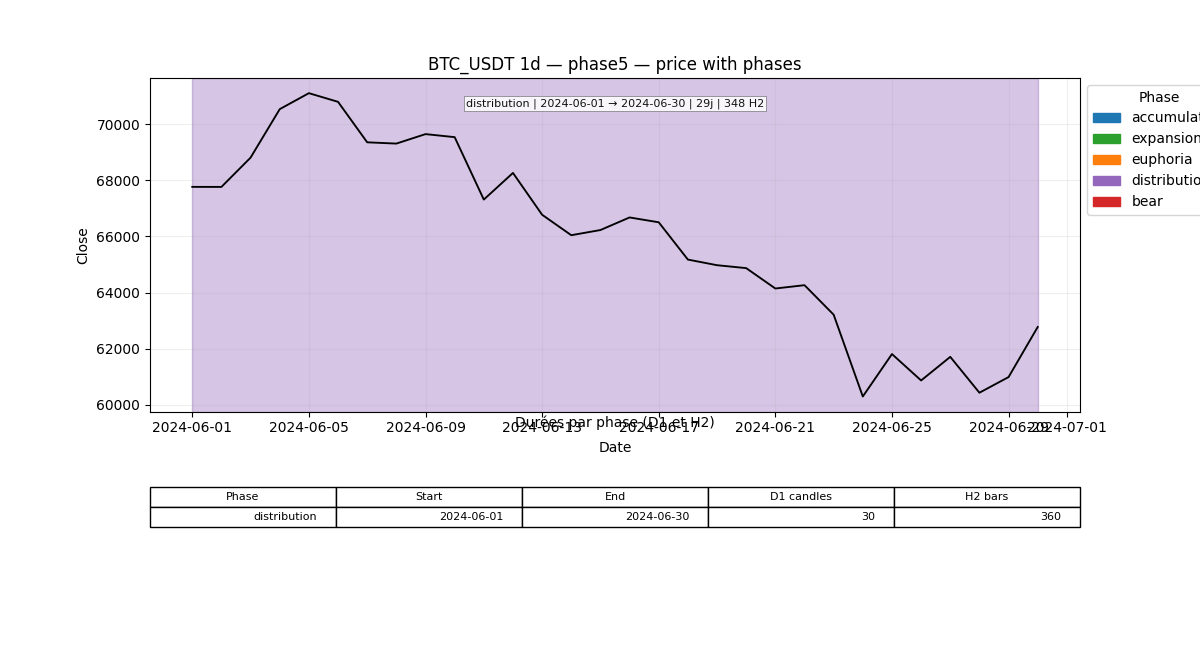 BTC_USDT 1d — phase5 — price with phases
distribution | 2024-06-01 → 2024-06-30 | 29j | 348 H2
Close
70000
68000
66000
64000
62000
60000
Phase
accumulat
expansion
euphoria
distributio
bear
2024-06-01 2024-06-05 2024-06-09 2024-06-13 2024-06-17 2024-06-21 2024-06-25 2024-06-29 2024-07-01
Durées par phase (D1 et H2)
Date
Phase Start End D1 candles H2 bars
distribution 2024-06-01 2024-06-30 30 360